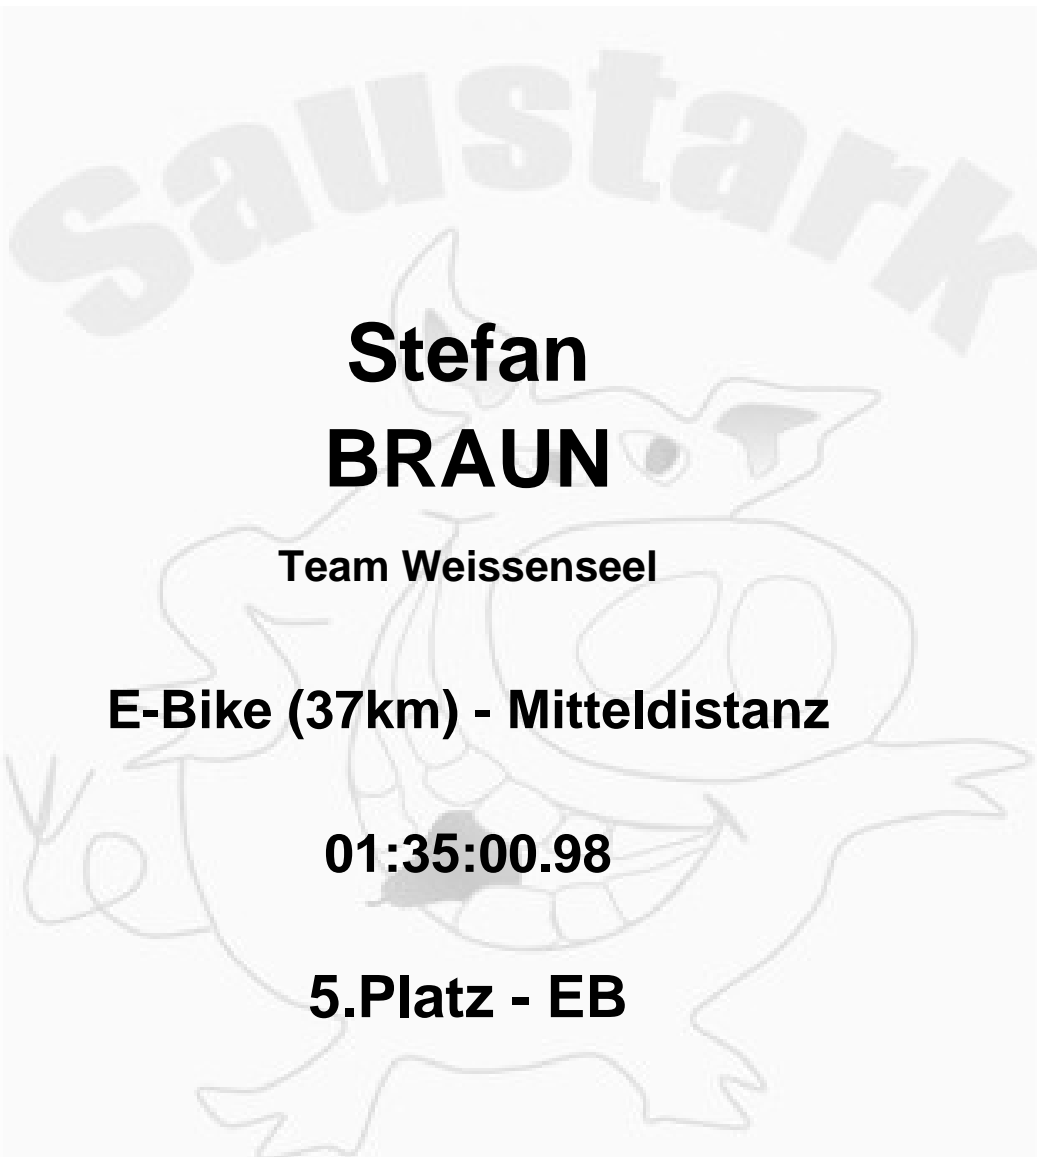 Saustark
Stefan
BRAUN
Team Weissenseel
E-Bike (37km) - Mitteldistanz
01:35:00.98
5.Platz - EB